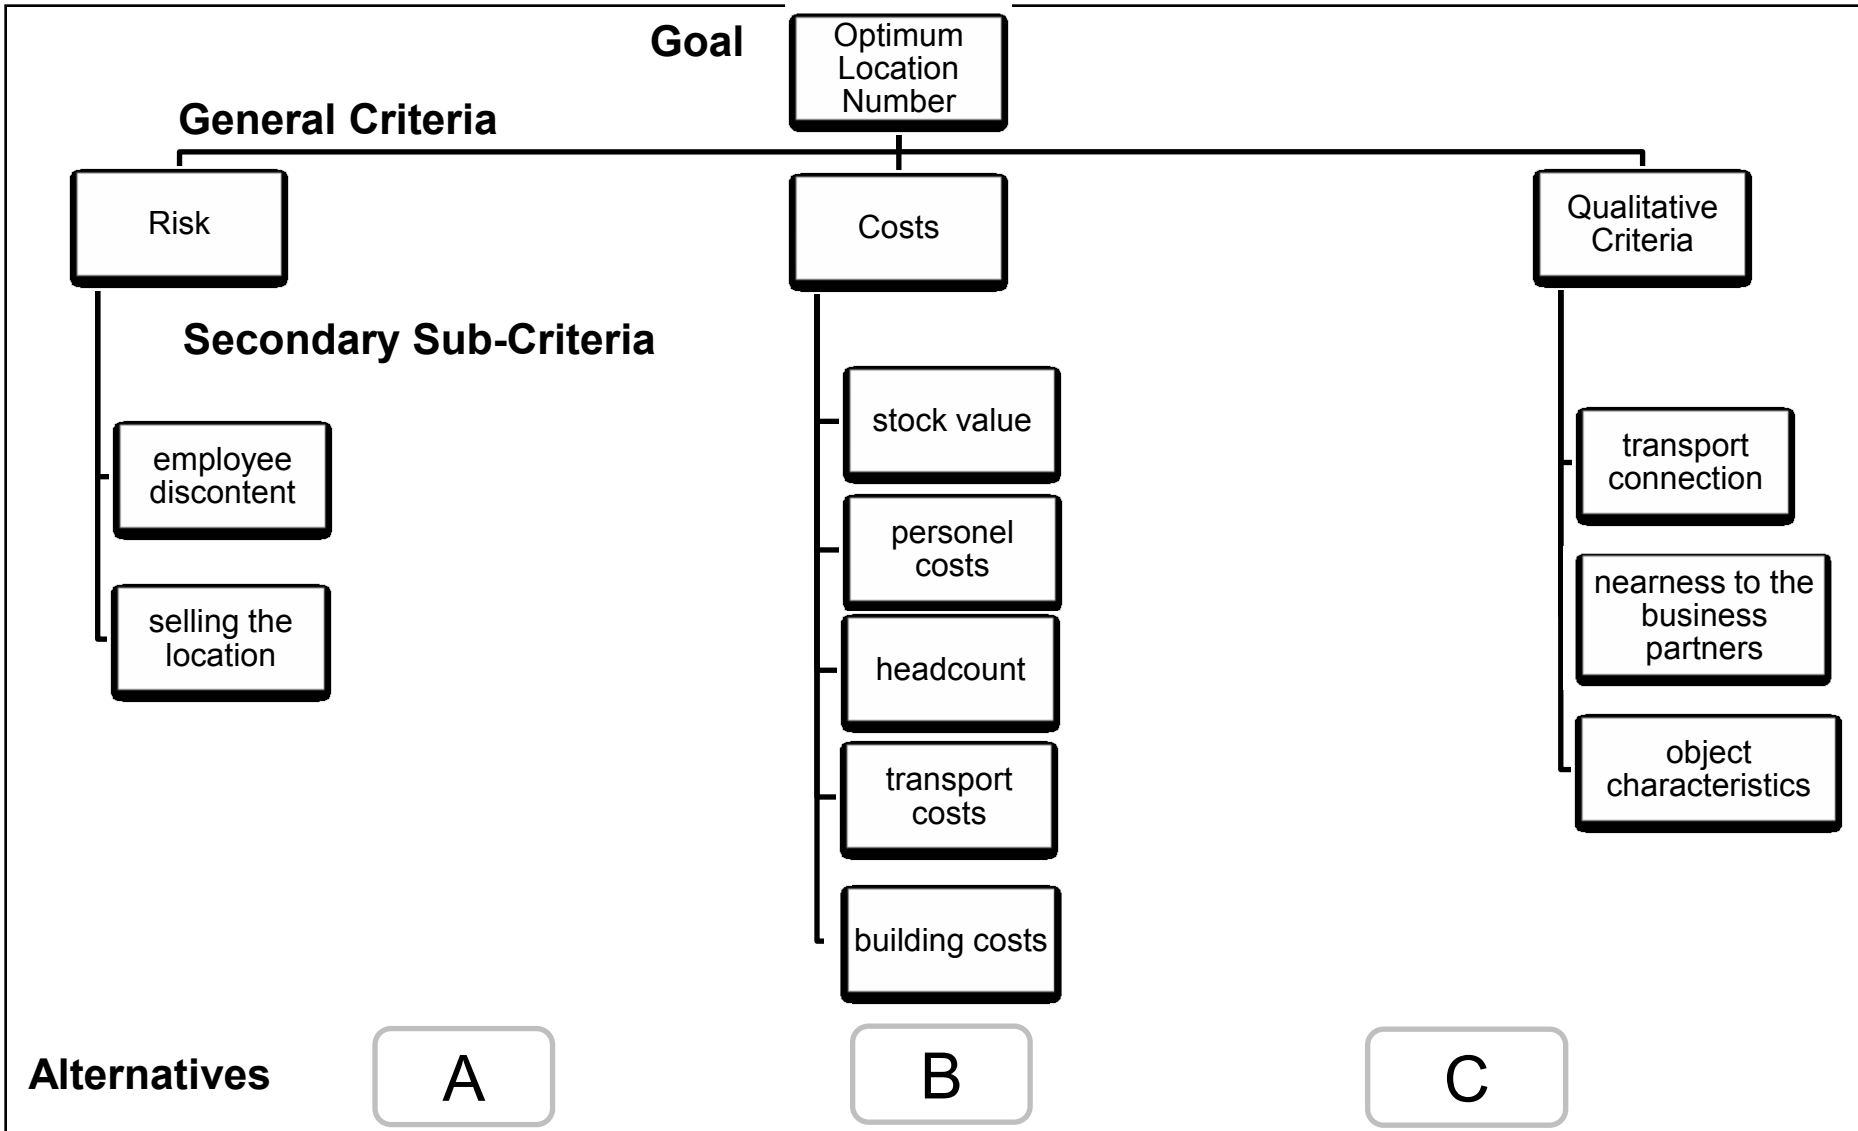 Goal
Optimum
Location
Number
General Criteria
Risk
Costs
Qualitative
Criteria
Secondary Sub-Criteria
employee
discontent
selling the
location
stock value
personel
costs
headcount
transport
costs
building costs
transport
connection
nearness to the
business
partners
object
characteristics
Alternatives
A
B
C